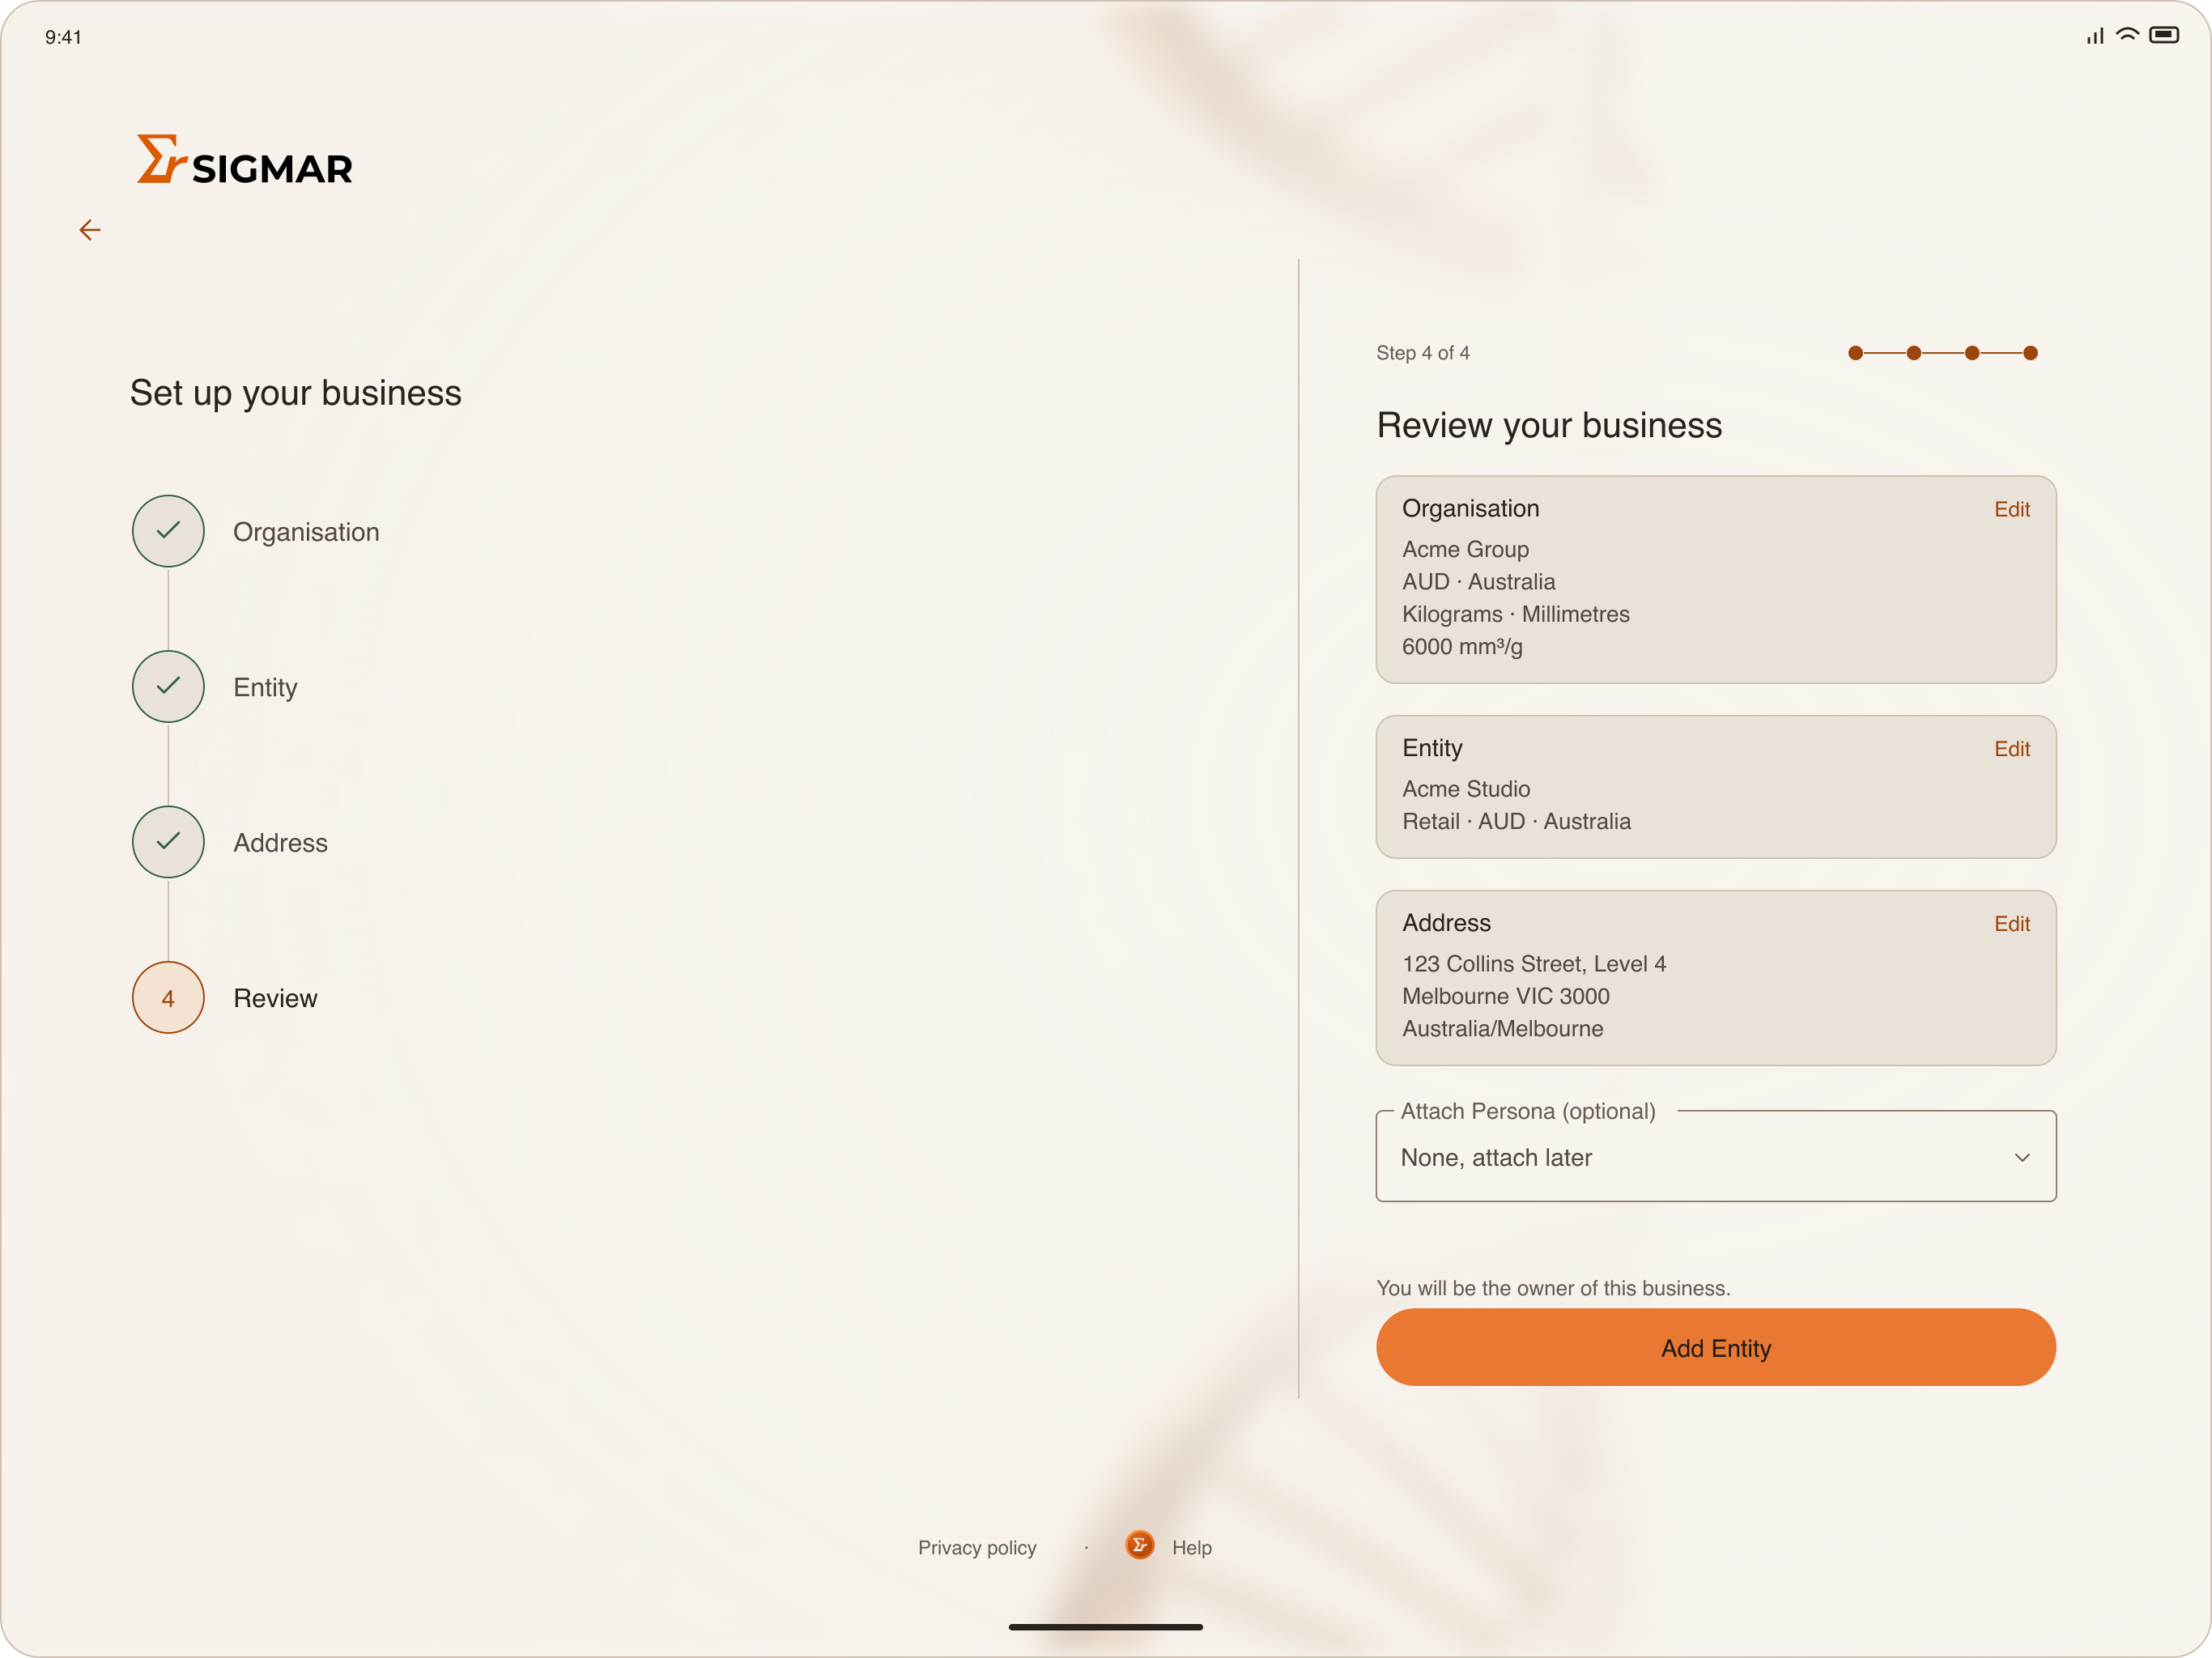 9:41
Σr SIGMAR
Set up your business
Organisation
Entity
Address
4 Review
Step 4 of 4
Review your business
Organisation Edit
Acme Group
AUD · Australia
Kilograms · Millimetres
6000 mm³/g
Entity Edit
Acme Studio
Retail · AUD · Australia
Address Edit
123 Collins Street, Level 4
Melbourne VIC 3000
Australia/Melbourne
Attach Persona (optional)
None, attach later
You will be the owner of this business.
Add Entity
Privacy policy · Σr Help